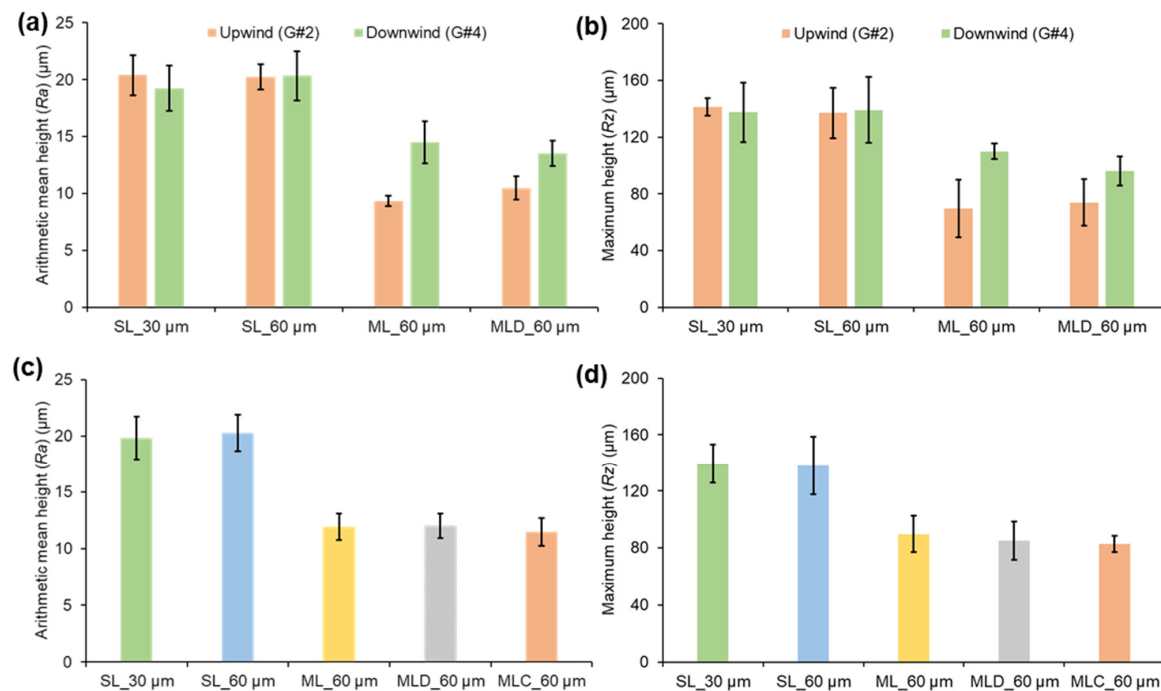 (a)
Arithmetic mean height (Ra) (µm)
25
20
15
10
5
0
Upwind (G#2) Downwind (G#4)
SL_30 µm SL_60 µm ML_60 µm MLD_60 µm
(b)
Maximum height (Rz) (µm)
200
160
120
80
40
0
Upwind (G#2) Downwind (G#4)
SL_30 µm SL_60 µm ML_60 µm MLD_60 µm
(c)
Arithmetic mean height (Ra) (µm)
25
20
15
10
5
0
SL_30 µm SL_60 µm ML_60 µm MLD_60 µm MLC_60 µm
(d)
Maximum height (Rz) (µm)
200
160
120
80
40
0
SL_30 µm SL_60 µm ML_60 µm MLD_60 µm MLC_60 µm